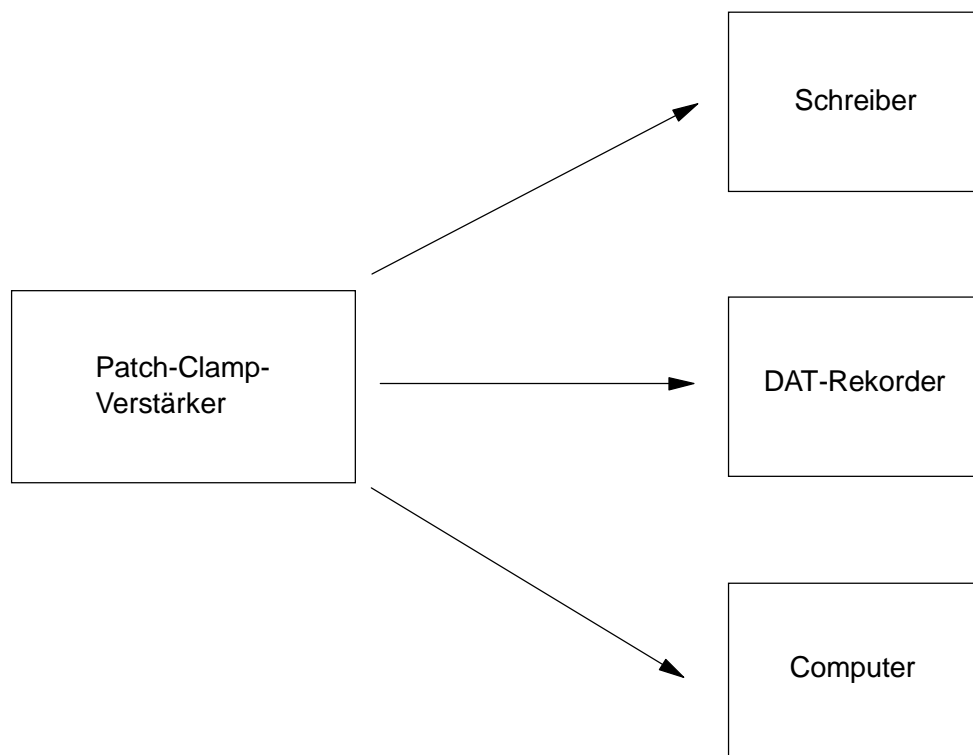 Schreiber
Patch-Clamp-
Verstärker
DAT-Rekorder
Computer